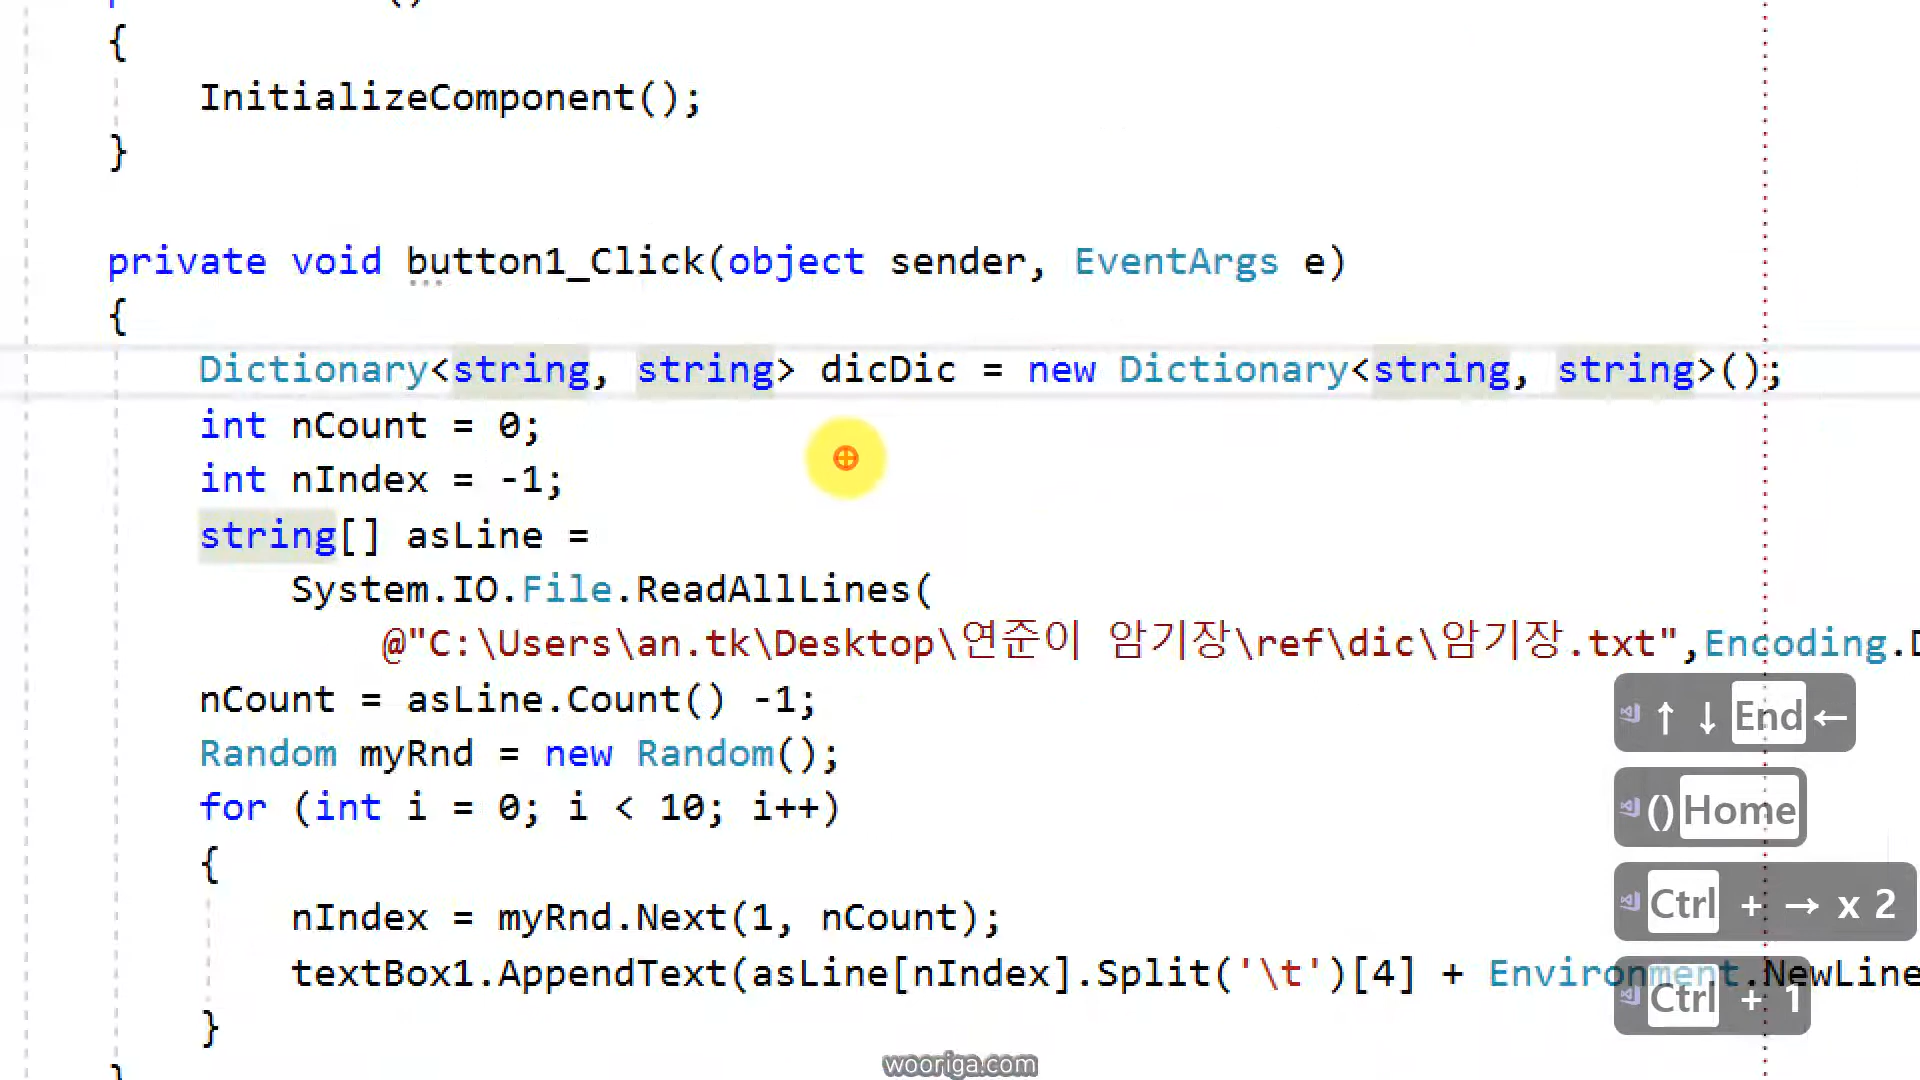 {
InitializeComponent();
}
private void button1_Click(object sender, EventArgs e)
{
Dictionary<string, string> dicDic = new Dictionary<string, string>();
int nCount = 0;
int nIndex = -1;
string[] asLine =
System.IO.File.ReadAllLines(
@"C:\Users\an.tk\Desktop\연준이 암기장\ref\dic\암기장.txt",Encoding.D
nCount = asLine.Count() -1;
Random myRnd = new Random();
for (int i = 0; i < 10; i++)
{
nIndex = myRnd.Next(1, nCount);
textBox1.AppendText(asLine[nIndex].Split('\t')[4] + Environment.NewLine
}
↑ ↓ End ←
() Home
Ctrl + → x 2
Ctrl + 1
wooriga.com